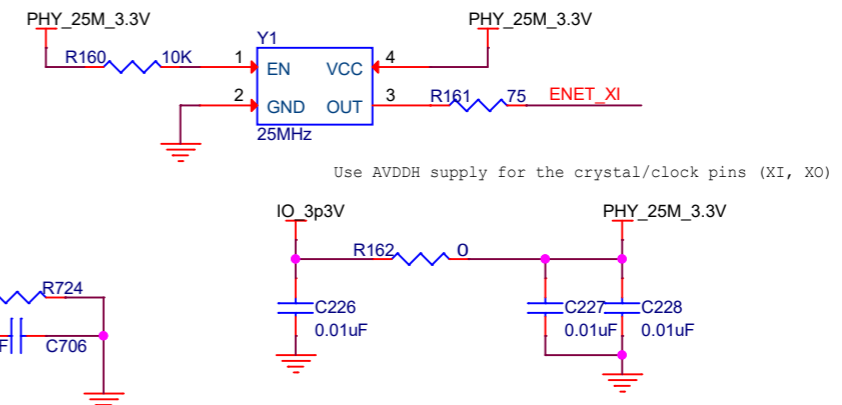 PHY_25M_3.3V
PHY_25M_3.3V
Y1
R160 10K 1 EN VCC 4
2 GND OUT 3 R161 75 ENET_XI
25MHz
Use AVDDH supply for the crystal/clock pins (XI, XO)
IO_3p3V PHY_25M_3.3V
R162 0
R724
C226 C227 C228
0.01uF 0.01uF 0.01uF
F C706